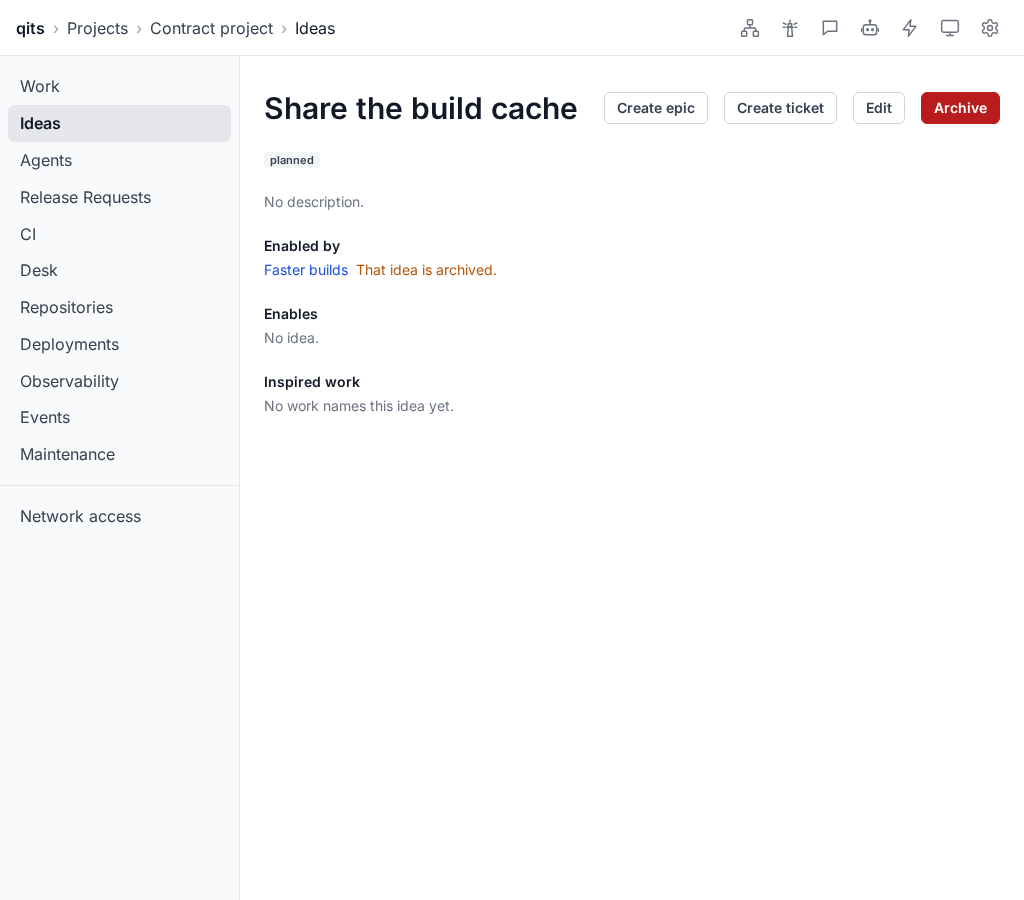 qits › Projects › Contract project › Ideas
Work
Ideas
Agents
Release Requests
CI
Desk
Repositories
Deployments
Observability
Events
Maintenance
Network access
Share the build cache
Create epic
Create ticket
Edit
Archive
planned
No description.
Enabled by
Faster builds That idea is archived.
Enables
No idea.
Inspired work
No work names this idea yet.